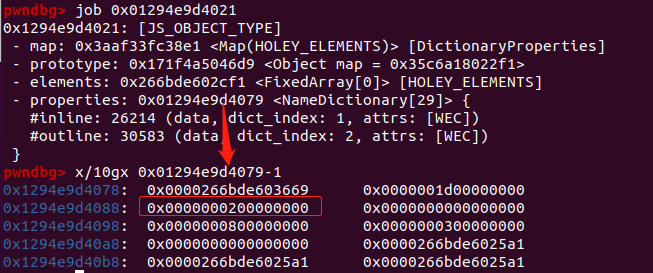 pwndbg> job 0x01294e9d4021
0x1294e9d4021: [JS_OBJECT_TYPE]
 - map: 0x3aaf33fc38e1 <Map(HOLEY_ELEMENTS)> [DictionaryProperties]
 - prototype: 0x171f4a5046d9 <Object map = 0x35c6a18022f1>
 - elements: 0x266bde602cf1 <FixedArray[0]> [HOLEY_ELEMENTS]
 - properties: 0x01294e9d4079 <NameDictionary[29]> {
   #inline: 26214 (data, dict_index: 1, attrs: [WEC])
   #outline: 30583 (data, dict_index: 2, attrs: [WEC])
 }
pwndbg> x/10gx 0x01294e9d4079-1
0x1294e9d4078: 0x0000266bde603669 0x0000001d00000000
0x1294e9d4088: 0x0000000200000000 0x0000000000000000
0x1294e9d4098: 0x0000000800000000 0x0000000300000000
0x1294e9d40a8: 0x0000000000000000 0x0000266bde6025a1
0x1294e9d40b8: 0x0000266bde6025a1 0x0000266bde6025a1